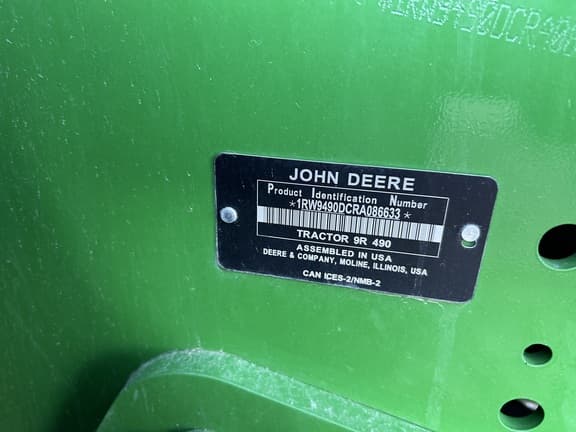 JOHN DEERE
Product Identification Number
*1RW9490DCRA086633*
TRACTOR 9R 490
ASSEMBLED IN USA
DEERE & COMPANY, MOLINE, ILLINOIS, USA
CAN ICES-2/NMB-2